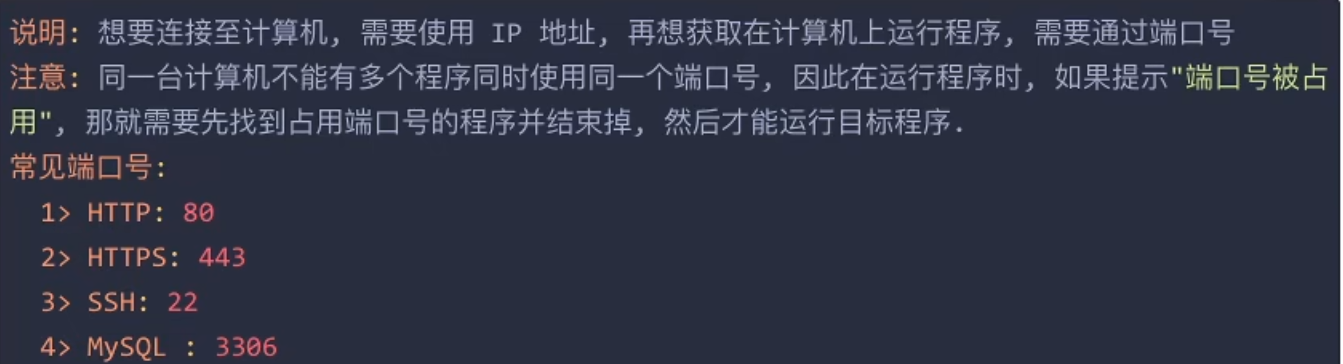 说明: 想要连接至计算机, 需要使用 IP 地址, 再想获取在计算机上运行程序, 需要通过端口号
注意: 同一台计算机不能有多个程序同时使用同一个端口号, 因此在运行程序时, 如果提示"端口号被占
用", 那就需要先找到占用端口号的程序并结束掉, 然后才能运行目标程序.
常见端口号:
1> HTTP: 80
2> HTTPS: 443
3> SSH: 22
4> MySQL : 3306